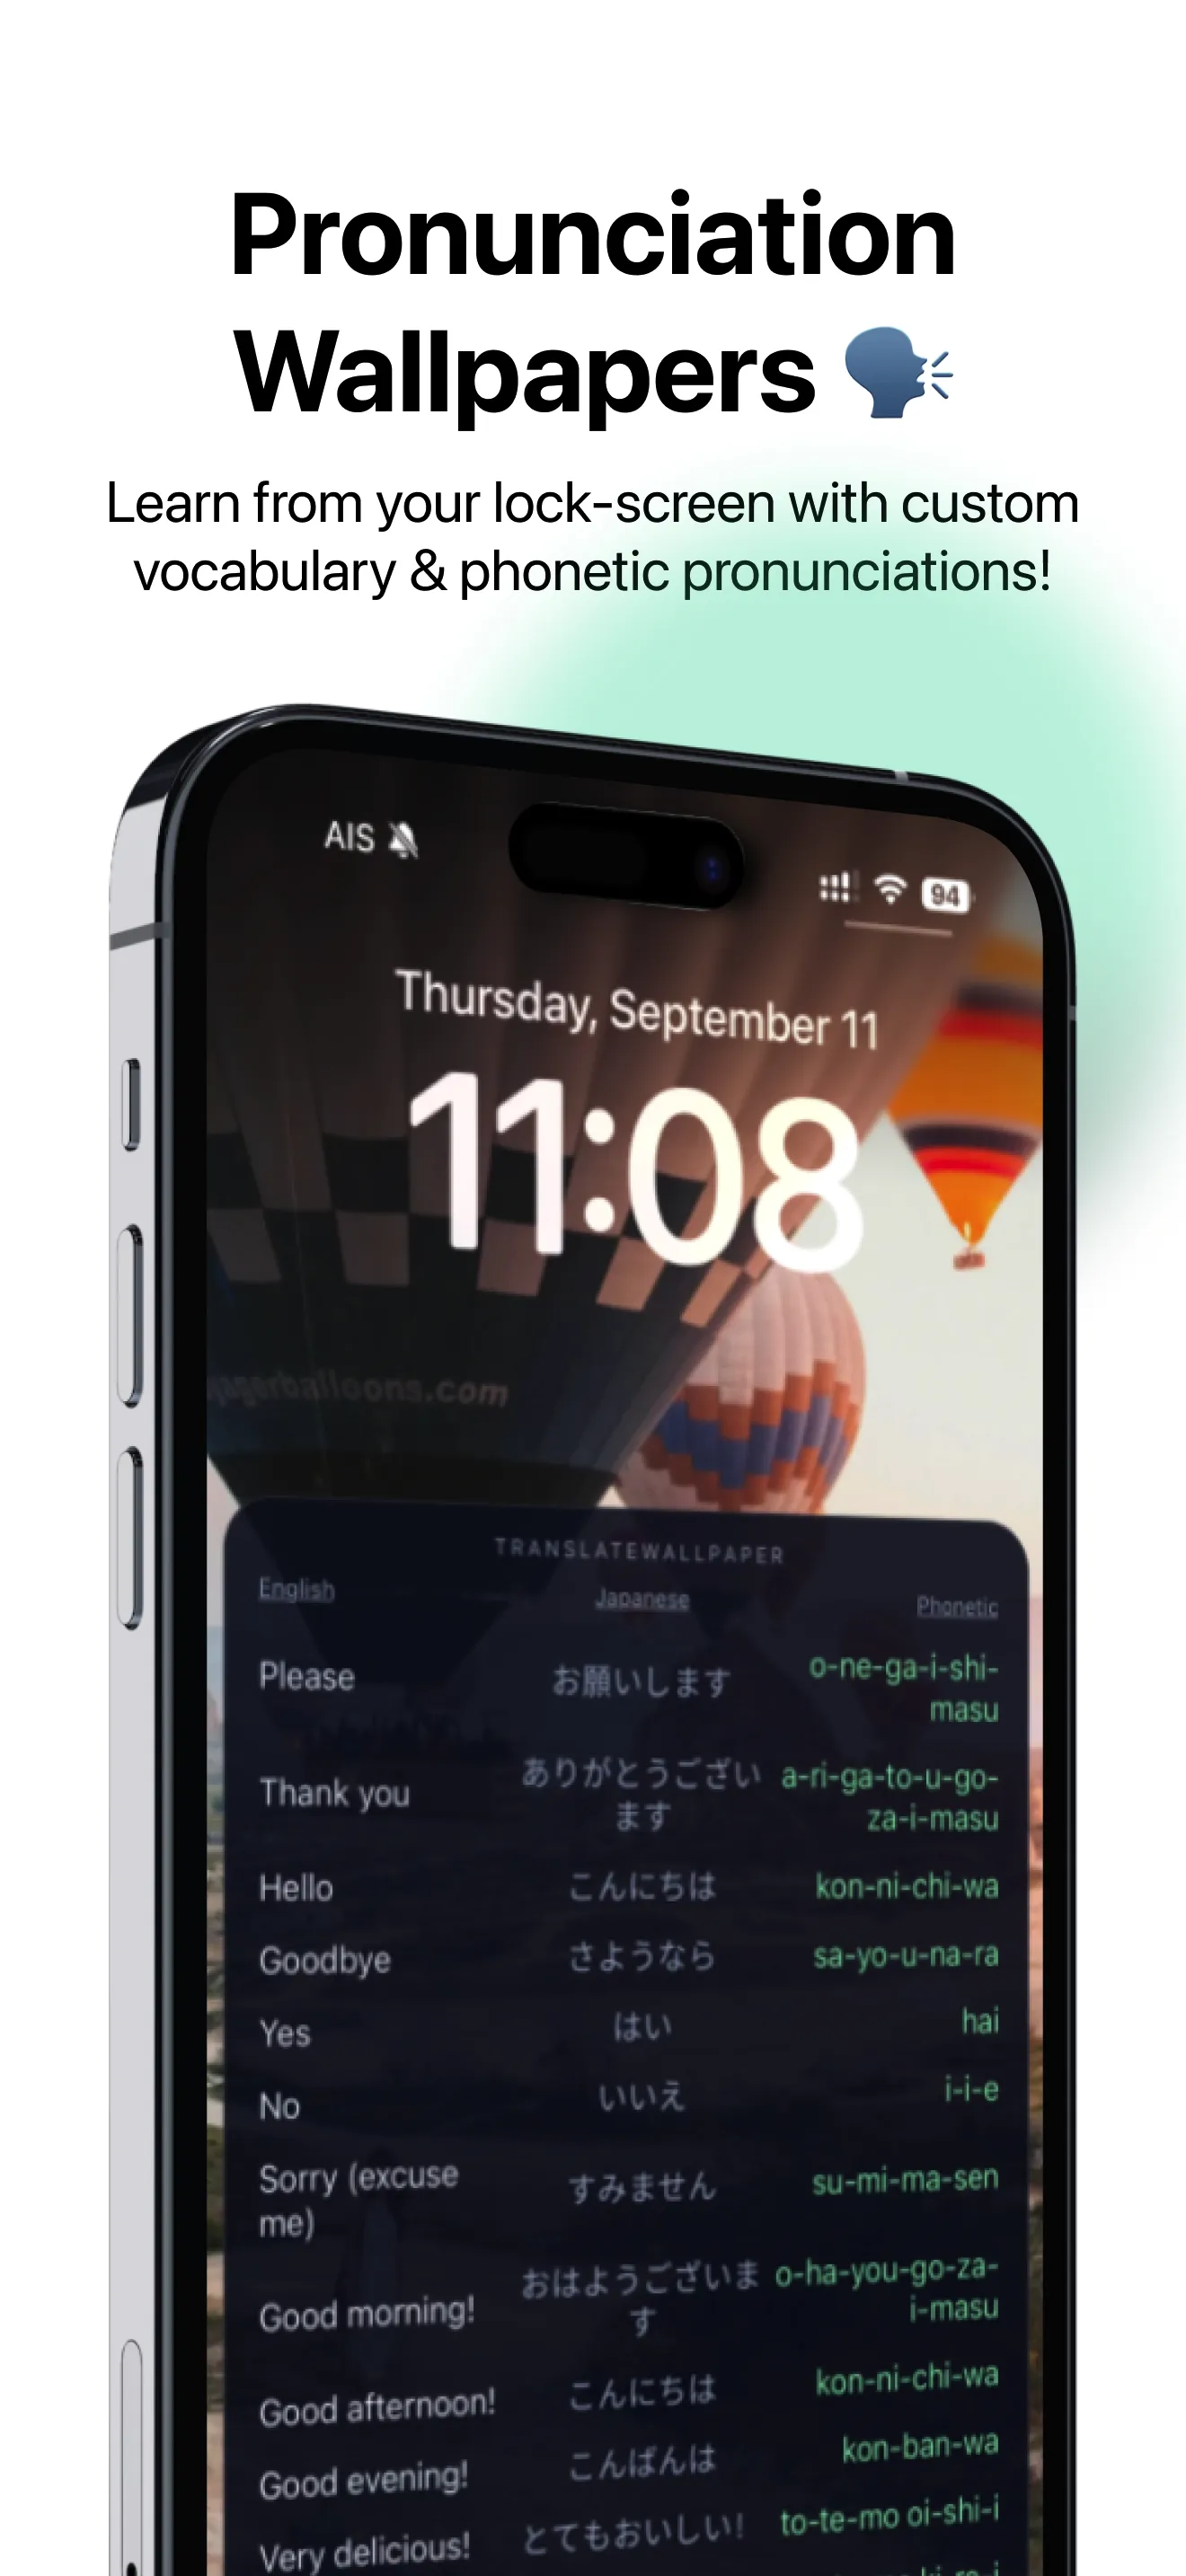 Pronunciation
Wallpapers
Learn from your lock-screen with custom
vocabulary & phonetic pronunciations!
AIS
94
Thursday, September 11
11:08
TRANSLATEWALLPAPER
English Japanese Phonetic
Please お願いします o-ne-ga-i-shi-
masu
Thank you ありがとうござい a-ri-ga-to-u-go-
ます za-i-masu
Hello こんにちは kon-ni-chi-wa
Goodbye さようなら sa-yo-u-na-ra
Yes はい hai
No いいえ i-i-e
Sorry (excuse すみません su-mi-ma-sen
me)
Good morning! おはようございま o-ha-you-go-za-
す i-masu
Good afternoon! こんにちは kon-ni-chi-wa
Good evening! こんばんは kon-ban-wa
Very delicious! とてもおいしい! to-te-mo oi-shi-i